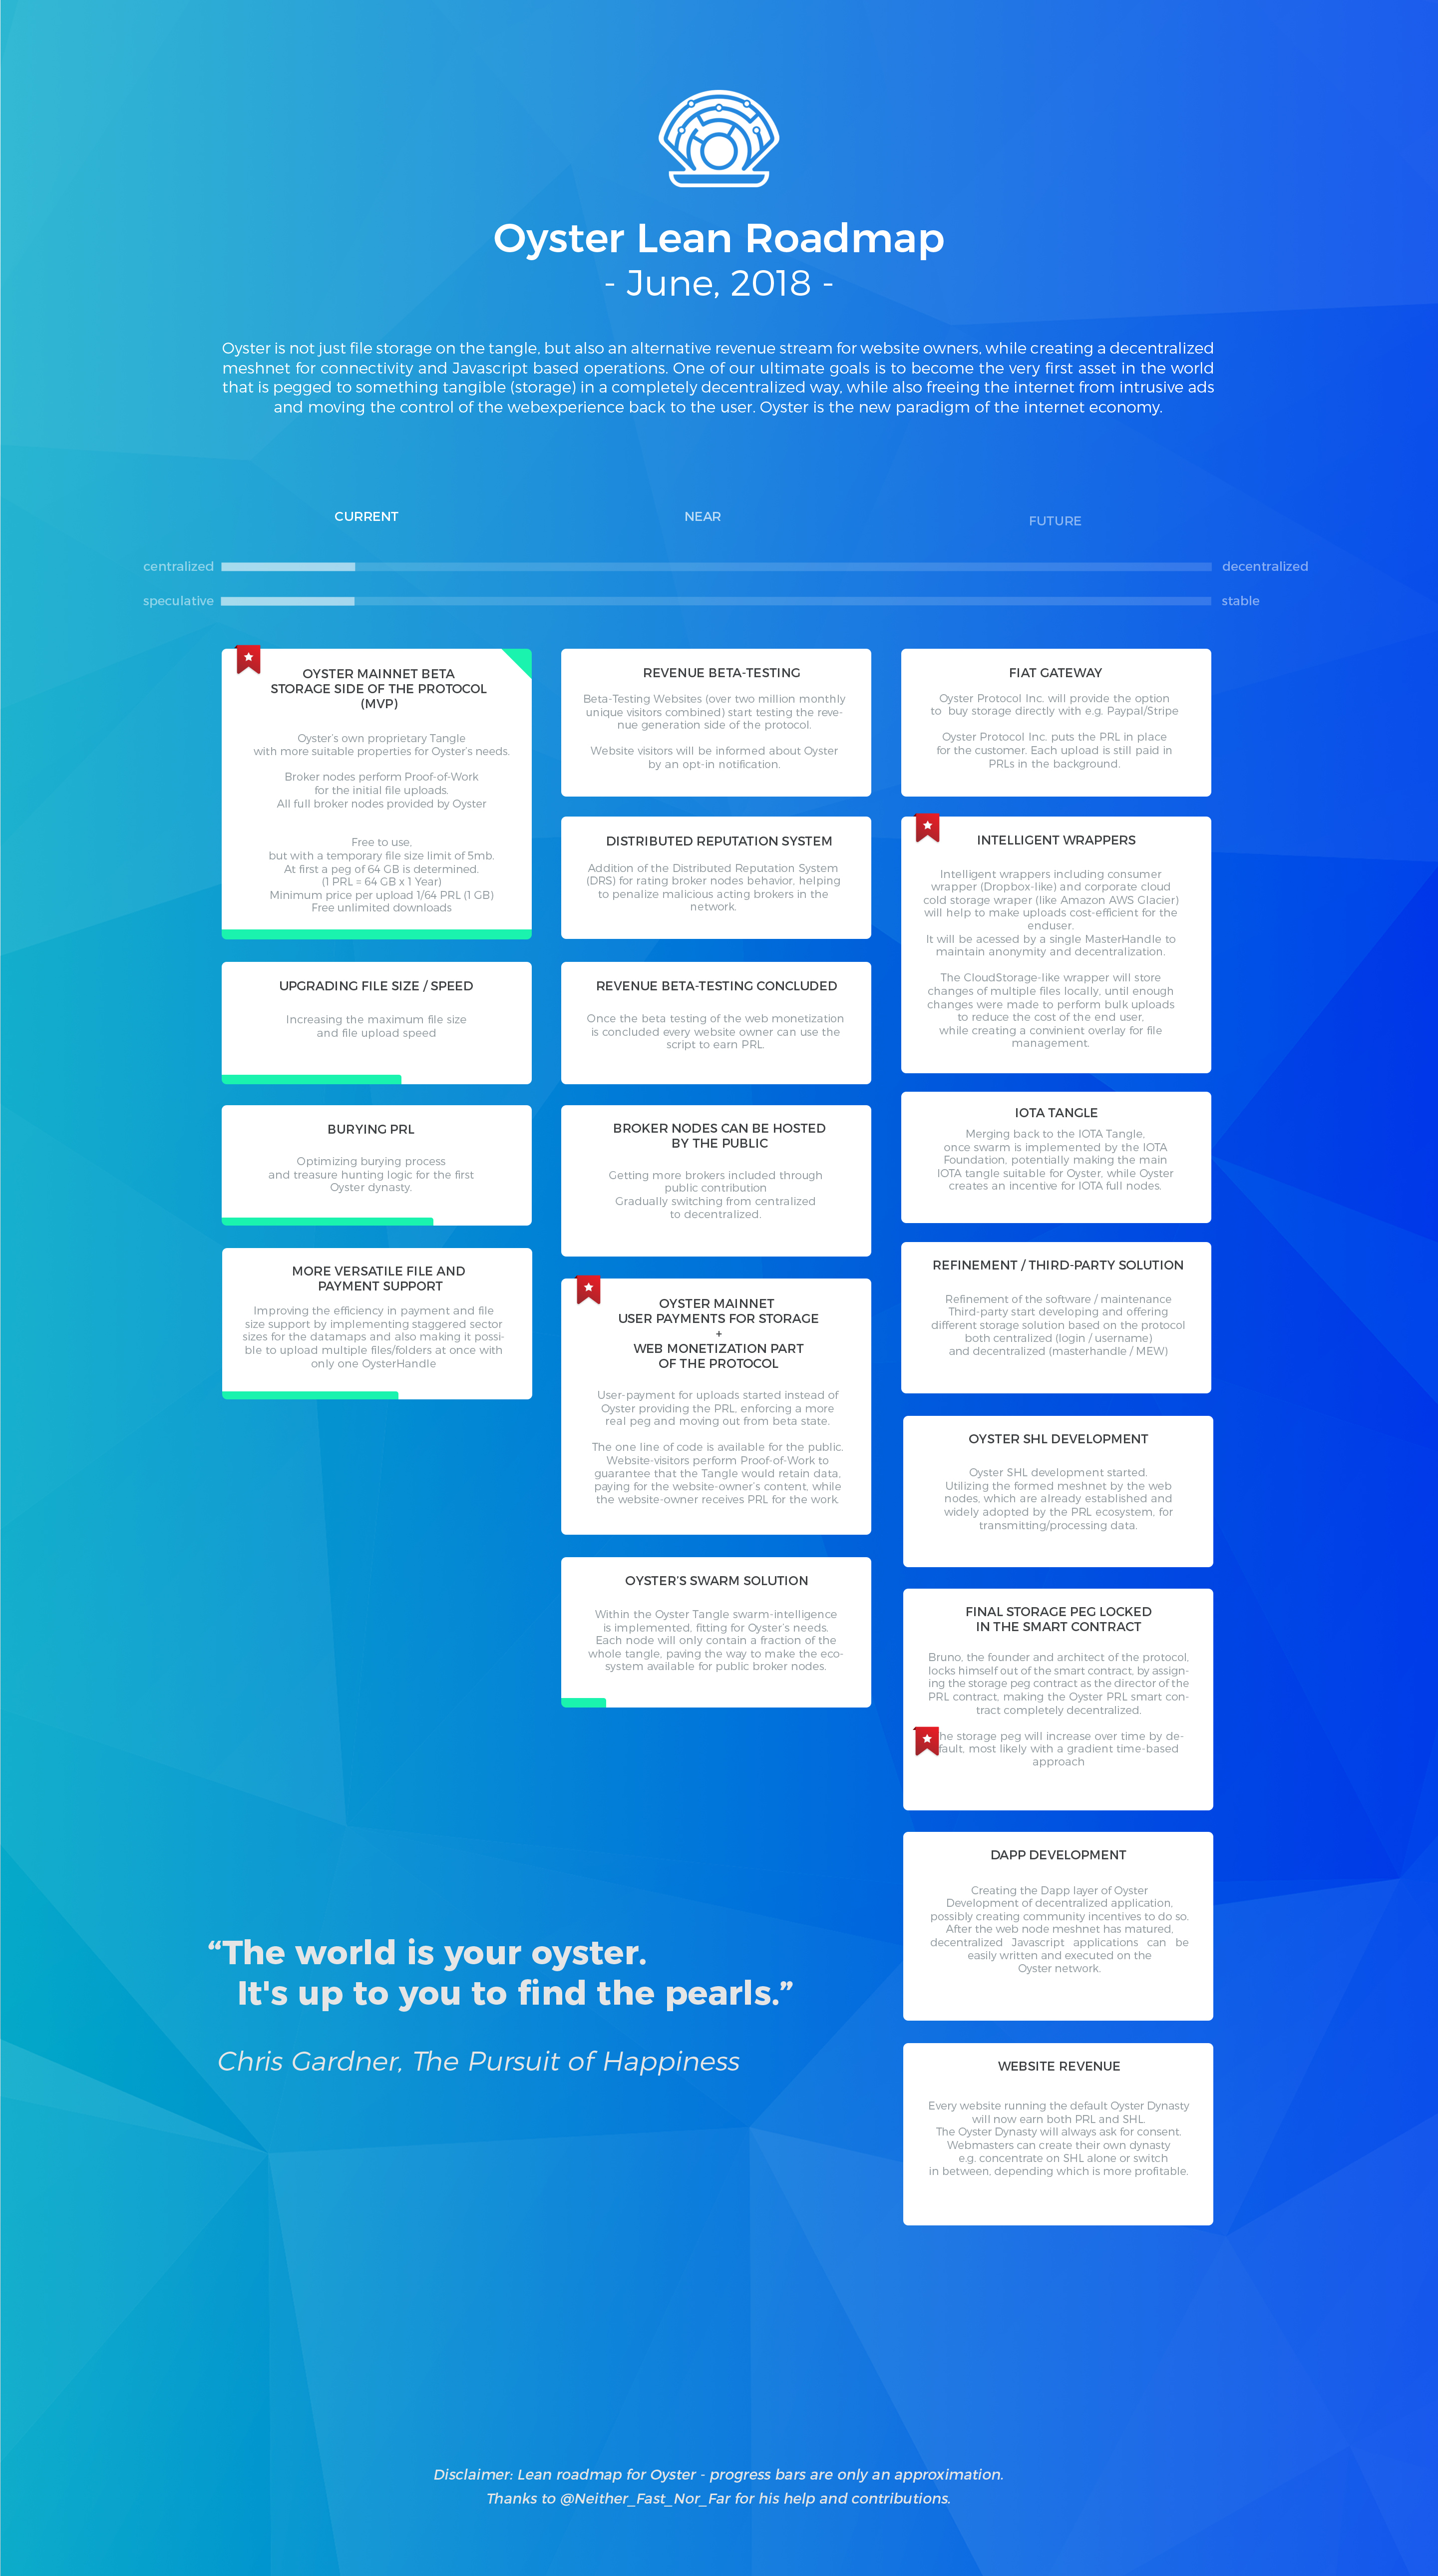 Oyster Lean Roadmap
- June, 2018 -
Oyster is not just file storage on the tangle, but also an alternative revenue stream for website owners, while creating a decentralized
meshnet for connectivity and Javascript based operations. One of our ultimate goals is to become the very first asset in the world
that is pegged to something tangible (storage) in a completely decentralized way, while also freeing the internet from intrusive ads
and moving the control of the webexperience back to the user. Oyster is the new paradigm of the internet economy.
CURRENT
NEAR
FUTURE
centralized
decentralized
speculative
stable
OYSTER MAINNET BETA
STORAGE SIDE OF THE PROTOCOL
(MVP)
Oyster's own proprietary Tangle
with more suitable properties for Oyster's needs.
Broker nodes perform Proof-of-Work
for the initial file uploads.
All full broker nodes provided by Oyster
Free to use,
but with a temporary file size limit of 5mb.
At first a peg of 64 GB is determined.
(1 PRL = 64 GB x 1 Year)
Minimum price per upload 1/64 PRL (1 GB)
Free unlimited downloads
UPGRADING FILE SIZE / SPEED
Increasing the maximum file size
and file upload speed
BURYING PRL
Optimizing burying process
and treasure hunting logic for the first
Oyster dynasty.
MORE VERSATILE FILE AND
PAYMENT SUPPORT
Improving the efficiency in payment and file
size support by implementing staggered sector
sizes for the datamaps and also making it possi-
ble to upload multiple files/folders at once with
only one OysterHandle
REVENUE BETA-TESTING
Beta-Testing Websites (over two million monthly
unique visitors combined) start testing the reve-
nue generation side of the protocol.
Website visitors will be informed about Oyster
by an opt-in notification.
DISTRIBUTED REPUTATION SYSTEM
Addition of the Distributed Reputation System
(DRS) for rating broker nodes behavior, helping
to penalize malicious acting brokers in the
network.
REVENUE BETA-TESTING CONCLUDED
Once the beta testing of the web monetization
is concluded every website owner can use the
script to earn PRL.
BROKER NODES CAN BE HOSTED
BY THE PUBLIC
Getting more brokers included through
public contribution
Gradually switching from centralized
to decentralized.
OYSTER MAINNET
USER PAYMENTS FOR STORAGE
+
WEB MONETIZATION PART
OF THE PROTOCOL
User-payment for uploads started instead of
Oyster providing the PRL, enforcing a more
real peg and moving out from beta state.
The one line of code is available for the public.
Website-visitors perform Proof-of-Work to
guarantee that the Tangle would retain data,
paying for the website-owner's content, while
the website-owner receives PRL for the work.
OYSTER'S SWARM SOLUTION
Within the Oyster Tangle swarm-intelligence
is implemented, fitting for Oyster's needs.
Each node will only contain a fraction of the
whole tangle, paving the way to make the eco-
system available for public broker nodes.
FIAT GATEWAY
Oyster Protocol Inc. will provide the option
to buy storage directly with e.g. Paypal/Stripe
Oyster Protocol Inc. puts the PRL in place
for the customer. Each upload is still paid in
PRLs in the background.
INTELLIGENT WRAPPERS
Intelligent wrappers including consumer
wrapper (Dropbox-like) and corporate cloud
cold storage wraper (like Amazon AWS Glacier)
will help to make uploads cost-efficient for the
enduser.
It will be acessed by a single MasterHandle to
maintain anonymity and decentralization.
The CloudStorage-like wrapper will store
changes of multiple files locally, until enough
changes were made to perform bulk uploads
to reduce the cost of the end user,
while creating a convinient overlay for file
management.
IOTA TANGLE
Merging back to the IOTA Tangle,
once swarm is implemented by the IOTA
Foundation, potentially making the main
IOTA tangle suitable for Oyster, while Oyster
creates an incentive for IOTA full nodes.
REFINEMENT / THIRD-PARTY SOLUTION
Refinement of the software / maintenance
Third-party start developing and offering
different storage solution based on the protocol
both centralized (login / username)
and decentralized (masterhandle / MEW)
OYSTER SHL DEVELOPMENT
Oyster SHL development started.
Utilizing the formed meshnet by the web
nodes, which are already established and
widely adopted by the PRL ecosystem, for
transmitting/processing data.
FINAL STORAGE PEG LOCKED
IN THE SMART CONTRACT
Bruno, the founder and architect of the protocol,
locks himself out of the smart contract, by assign-
ing the storage peg contract as the director of the
PRL contract, making the Oyster PRL smart con-
tract completely decentralized.
he storage peg will increase over time by de-
fault, most likely with a gradient time-based
approach
DAPP DEVELOPMENT
Creating the Dapp layer of Oyster
Development of decentralized application,
possibly creating community incentives to do so.
After the web node meshnet has matured,
decentralized Javascript applications can be
easily written and executed on the
Oyster network.
WEBSITE REVENUE
Every website running the default Oyster Dynasty
will now earn both PRL and SHL.
The Oyster Dynasty will always ask for consent.
Webmasters can create their own dynasty
e.g. concentrate on SHL alone or switch
in between, depending which is more profitable.
“The world is your oyster.
It's up to you to find the pearls.”
Chris Gardner, The Pursuit of Happiness
Disclaimer: Lean roadmap for Oyster - progress bars are only an approximation.
Thanks to @Neither_Fast_Nor_Far for his help and contributions.